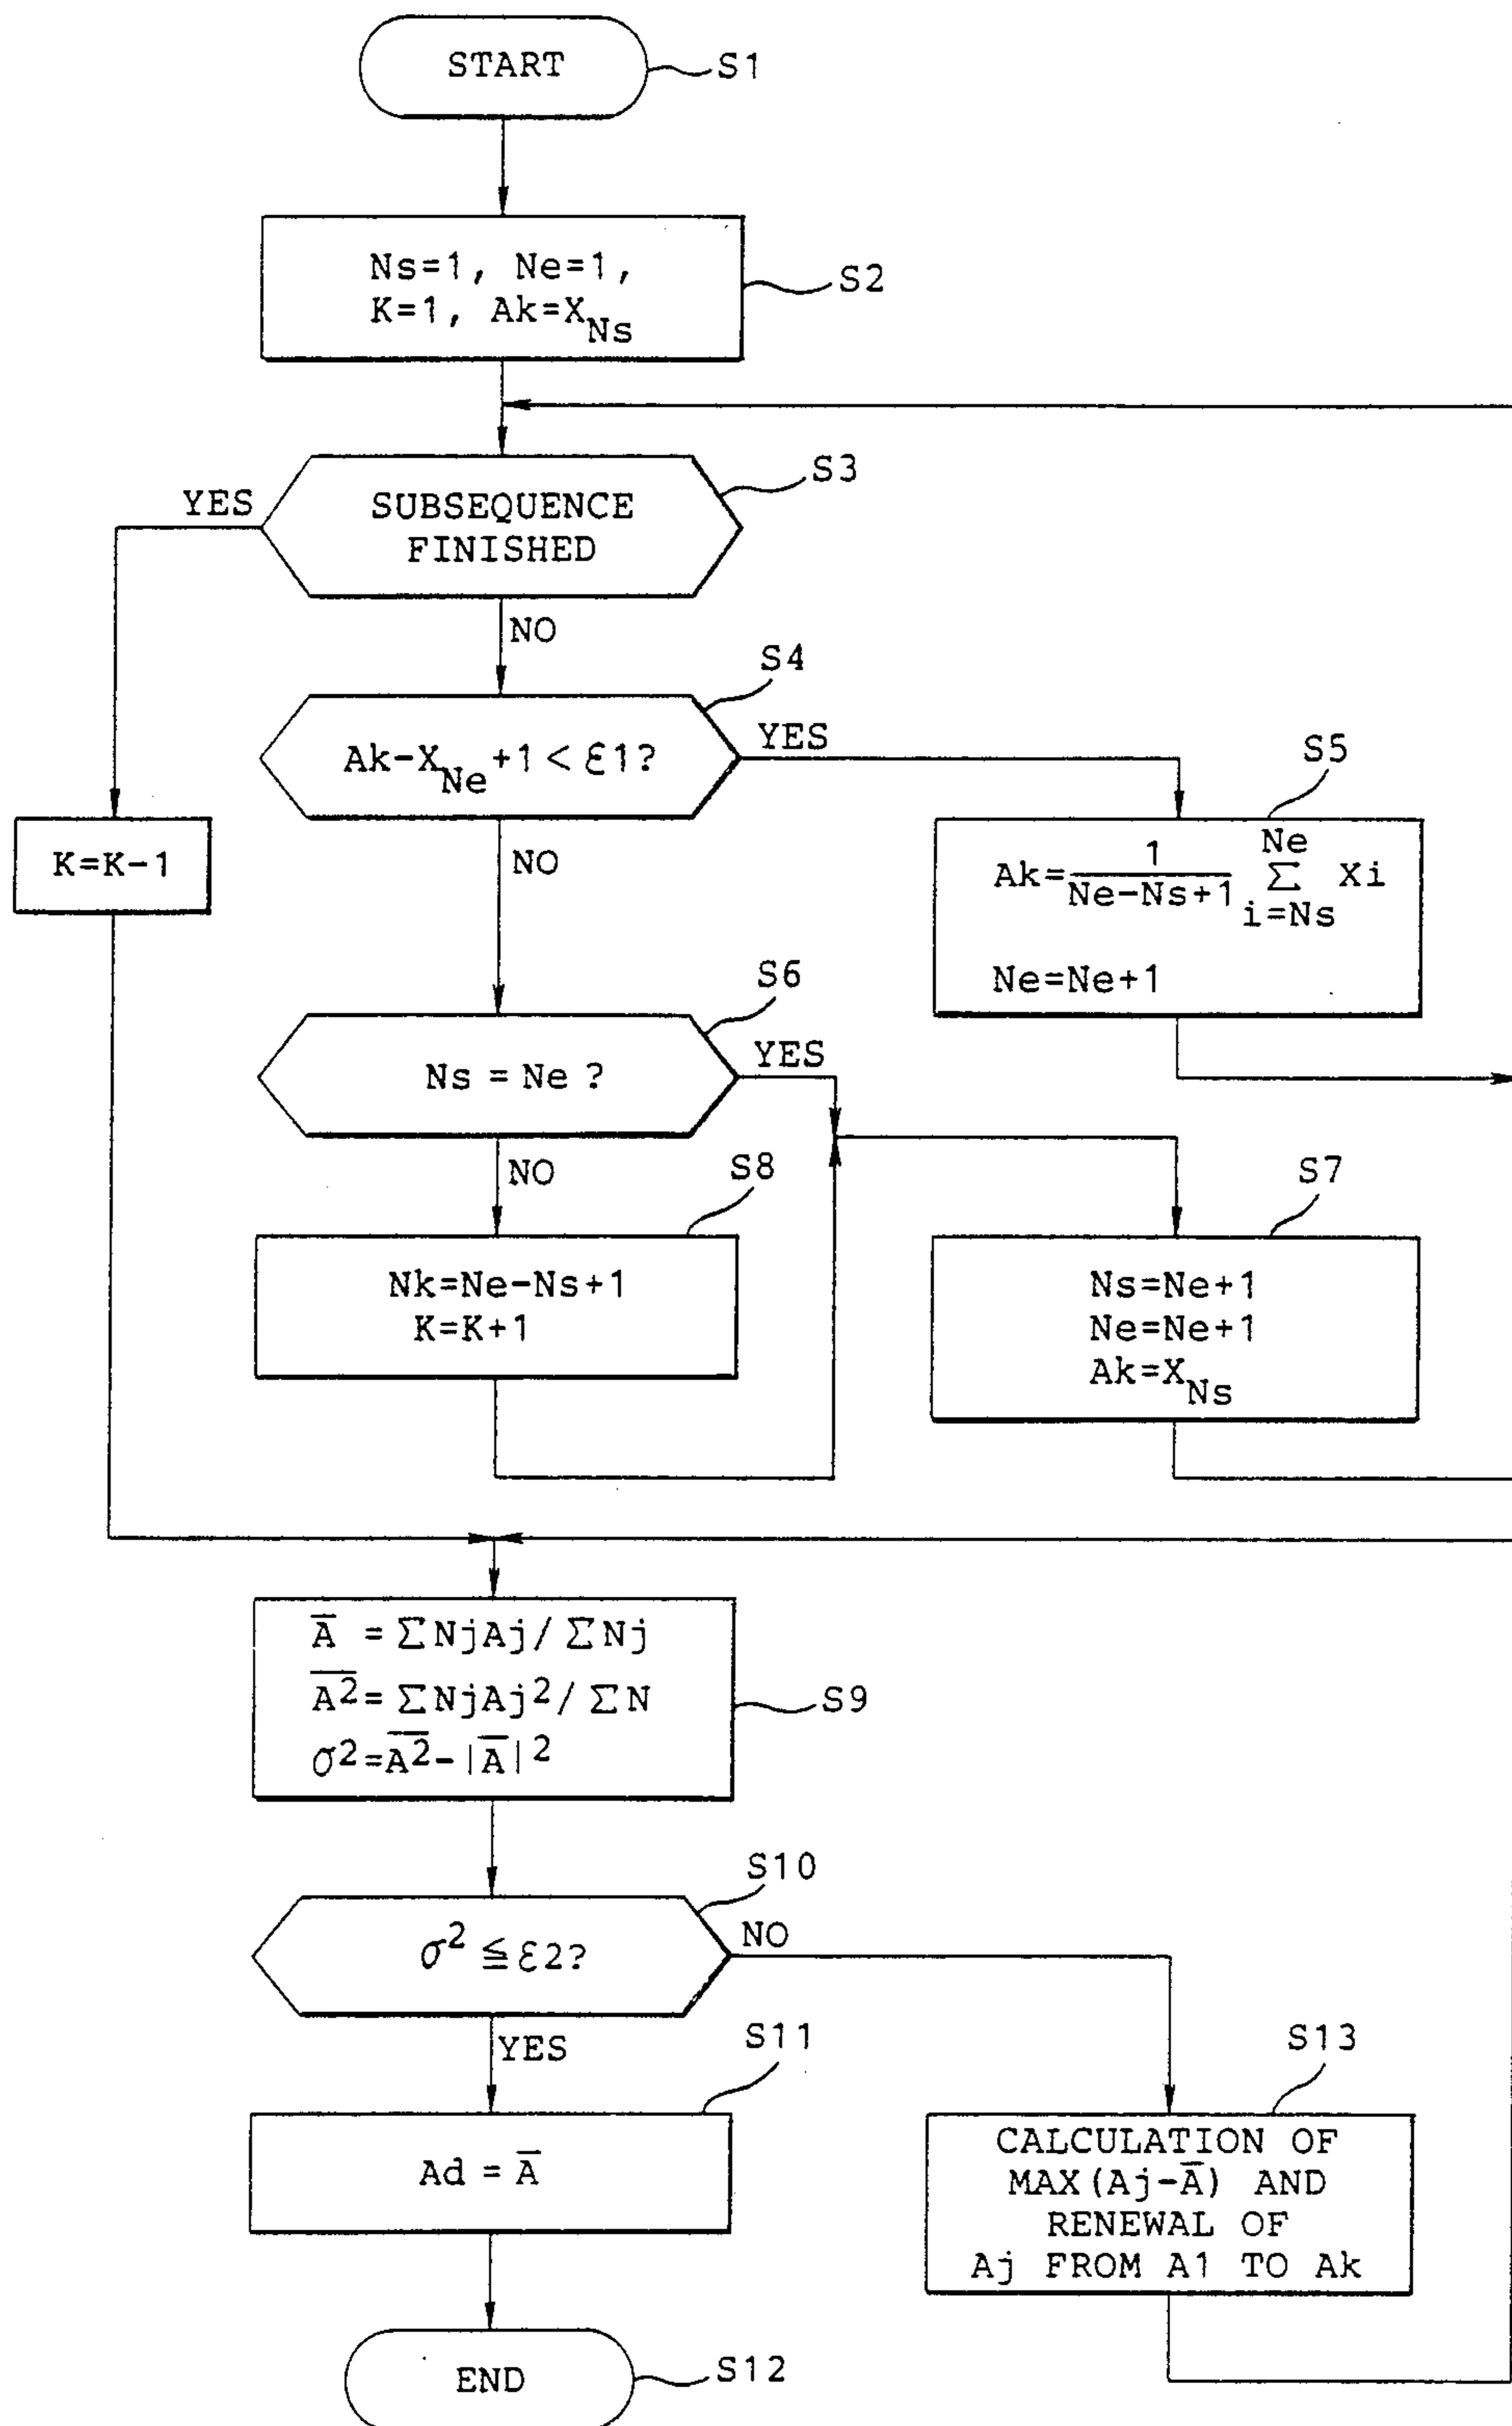 START
S1
Ns=1, Ne=1,
K=1, Ak=X_Ns
S2
SUBSEQUENCE
FINISHED
S3
YES
NO
Ak-X_Ne+1<ε1?
S4
YES
NO
K=K-1
S5
Ak=1/(Ne-Ns+1) Σ_{i=Ns}^{Ne} Xi
Ne=Ne+1
Ns=Ne?
S6
YES
NO
S8
Nk=Ne-Ns+1
K=K+1
S7
Ns=Ne+1
Ne=Ne+1
Ak=X_Ns
A̅ =ΣNjAj/ΣNj
A̅²̅=ΣNjAj²/ΣN
σ²=A̅²̅-|A̅|²
S9
σ²≦ε2?
S10
NO
YES
S11
Ad=A̅
S13
CALCULATION OF
MAX(Aj-A̅) AND
RENEWAL OF
Aj FROM A1 TO Ak
END
S12